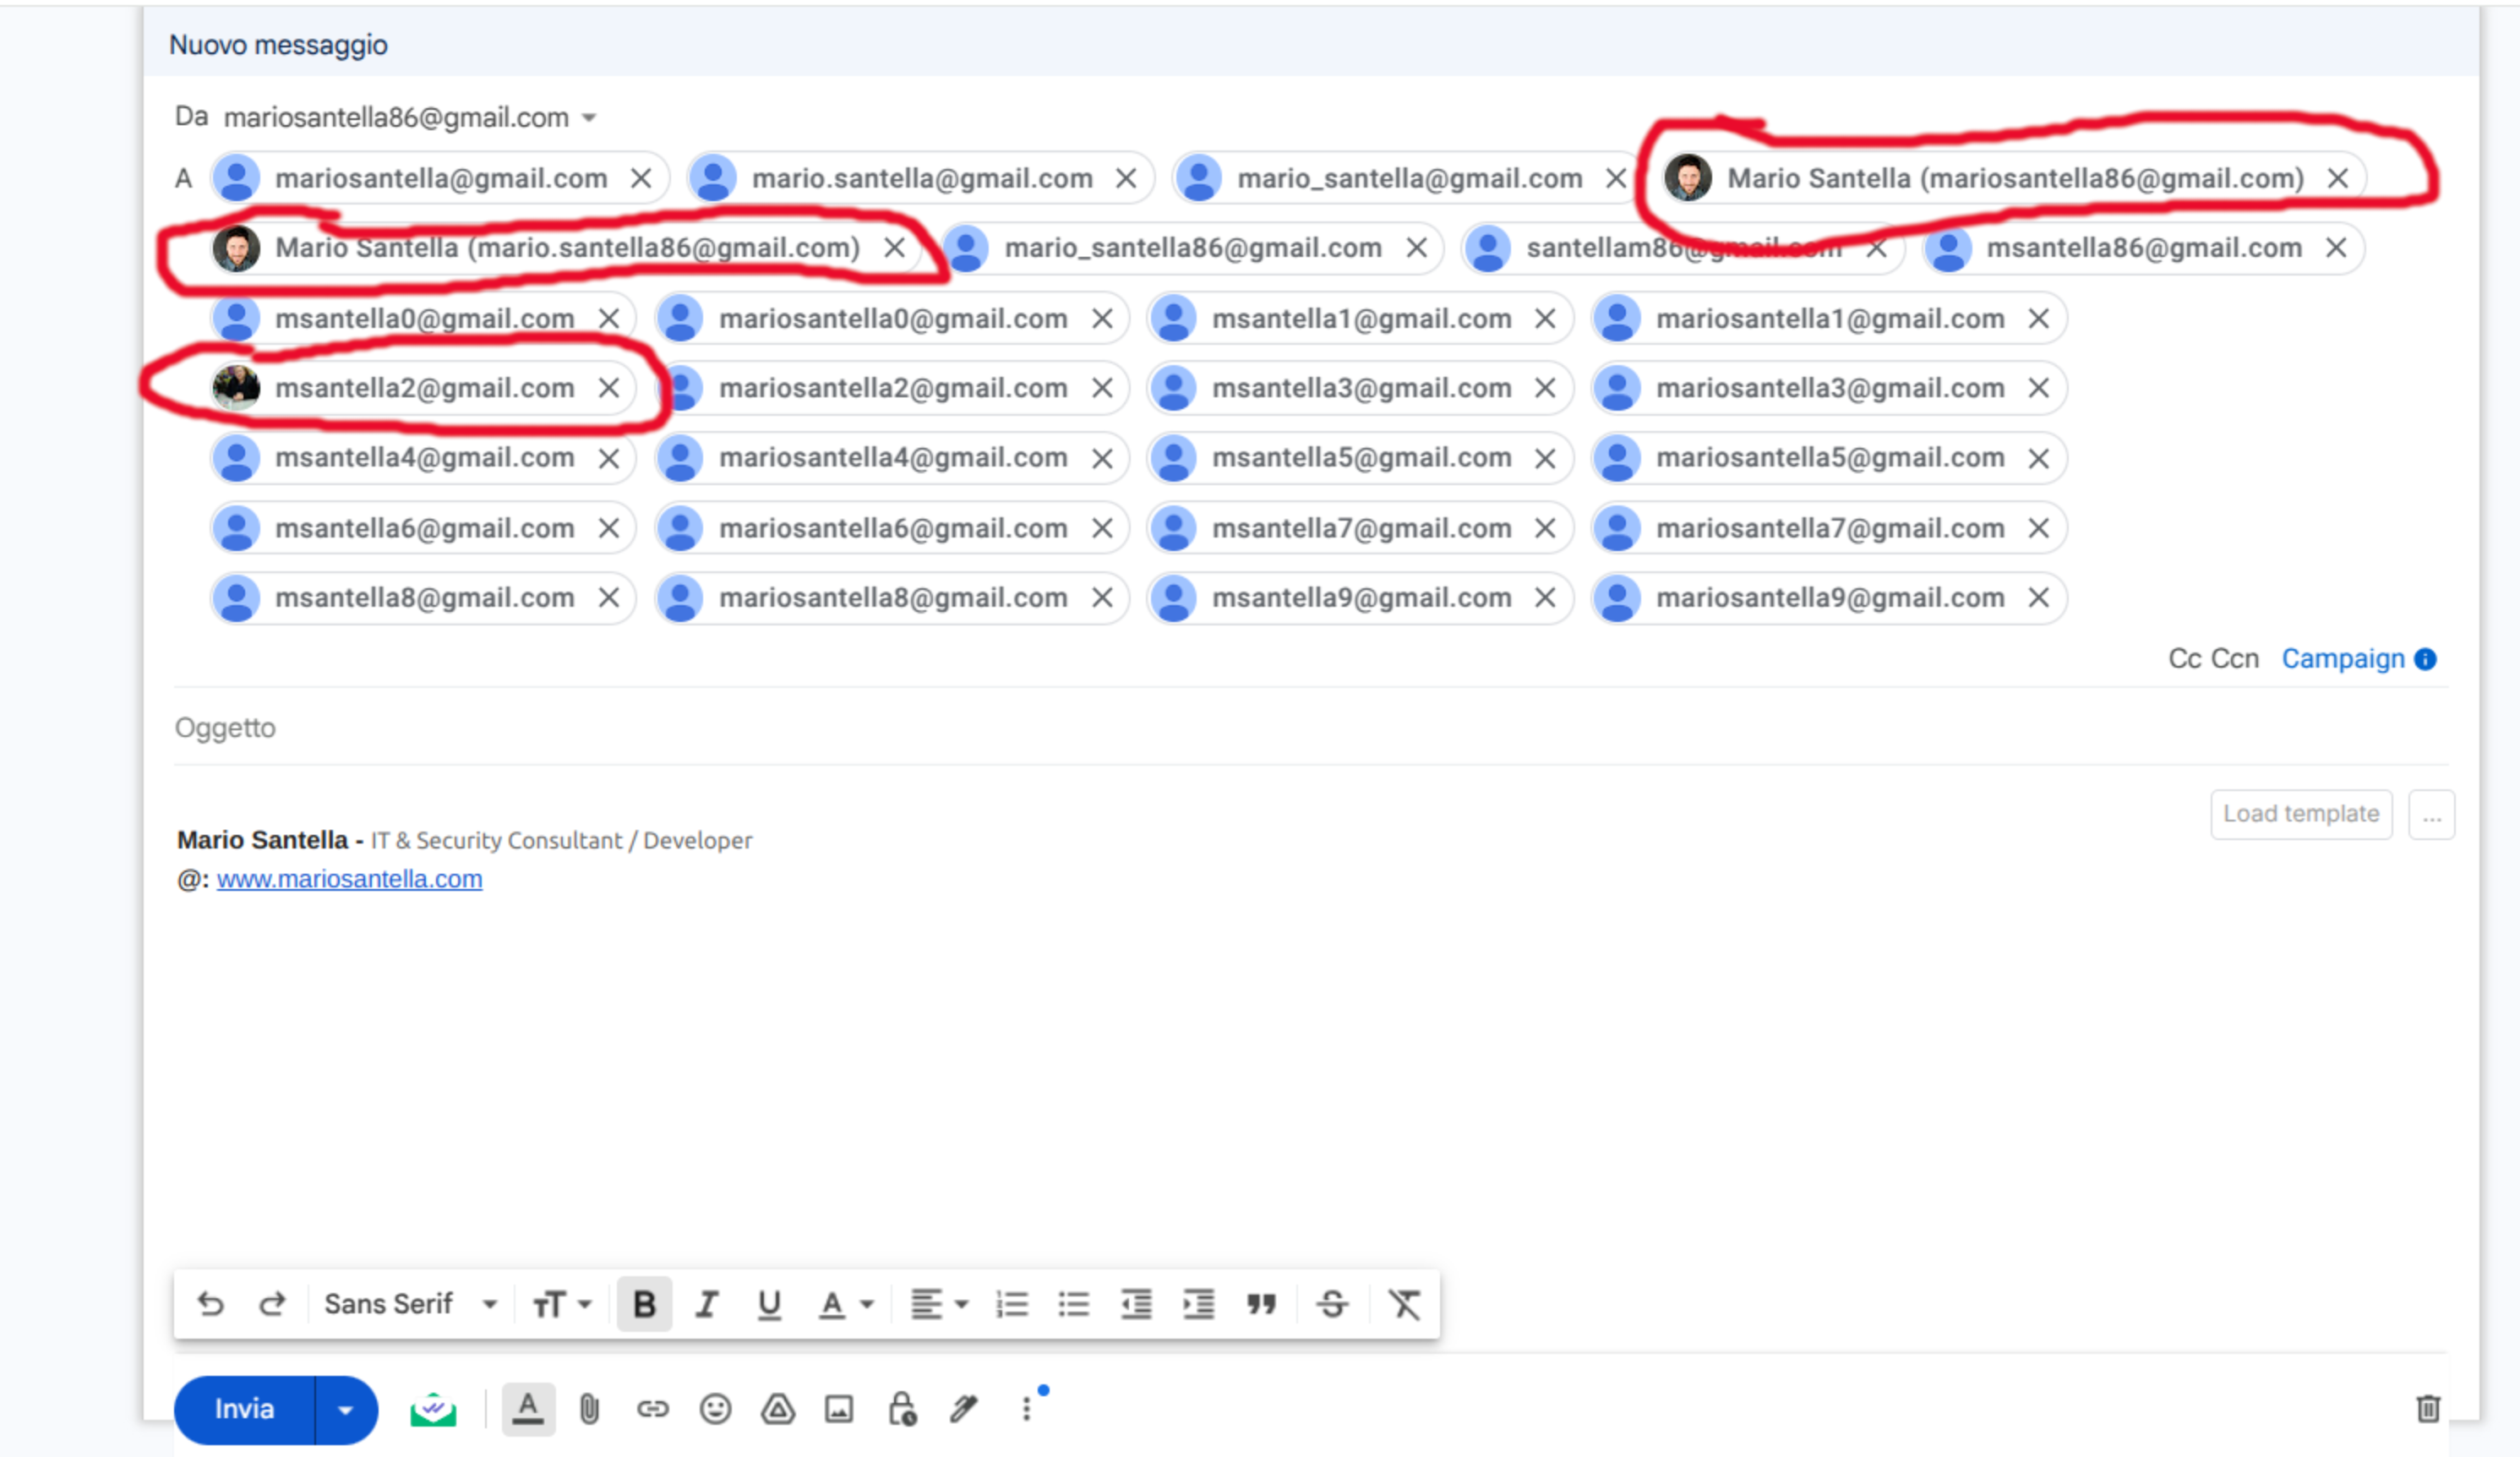 Nuovo messaggio
Da mariosantella86@gmail.com
A mariosantella@gmail.com mario.santella@gmail.com mario_santella@gmail.com Mario Santella (mariosantella86@gmail.com)
Mario Santella (mario.santella86@gmail.com) mario_santella86@gmail.com santellam86@gmail.com msantella86@gmail.com
msantella0@gmail.com mariosantella0@gmail.com msantella1@gmail.com mariosantella1@gmail.com
msantella2@gmail.com mariosantella2@gmail.com msantella3@gmail.com mariosantella3@gmail.com
msantella4@gmail.com mariosantella4@gmail.com msantella5@gmail.com mariosantella5@gmail.com
msantella6@gmail.com mariosantella6@gmail.com msantella7@gmail.com mariosantella7@gmail.com
msantella8@gmail.com mariosantella8@gmail.com msantella9@gmail.com mariosantella9@gmail.com
Cc Ccn Campaign
Oggetto
Load template ...
Mario Santella - IT & Security Consultant / Developer
@: www.mariosantella.com
Sans Serif
Invia